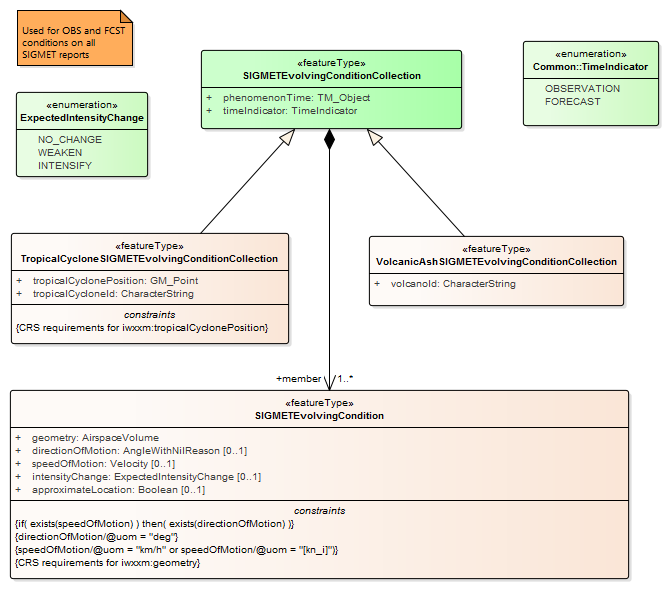 Used for OBS and FCST
conditions on all
SIGMET reports
«featureType»
SIGMETEvolvingConditionCollection
+ phenomenonTime: TM_Object
+ timeIndicator: TimeIndicator
«enumeration»
Common::TimeIndicator
OBSERVATION
FORECAST
«enumeration»
ExpectedIntensityChange
NO_CHANGE
WEAKEN
INTENSIFY
«featureType»
TropicalCycloneSIGMETEvolvingConditionCollection
+ tropicalCyclonePosition: GM_Point
+ tropicalCycloneId: CharacterString
constraints
{CRS requirements for iwxxm:tropicalCyclonePosition}
«featureType»
VolcanicAshSIGMETEvolvingConditionCollection
+ volcanoId: CharacterString
+member 1..*
«featureType»
SIGMETEvolvingCondition
+ geometry: AirspaceVolume
+ directionOfMotion: AngleWithNilReason [0..1]
+ speedOfMotion: Velocity [0..1]
+ intensityChange: ExpectedIntensityChange [0..1]
+ approximateLocation: Boolean [0..1]
constraints
{if( exists(speedOfMotion) ) then( exists(directionOfMotion) )}
{directionOfMotion/@uom = "deg"}
{speedOfMotion/@uom = "km/h" or speedOfMotion/@uom = "[kn_i]")}
{CRS requirements for iwxxm:geometry}